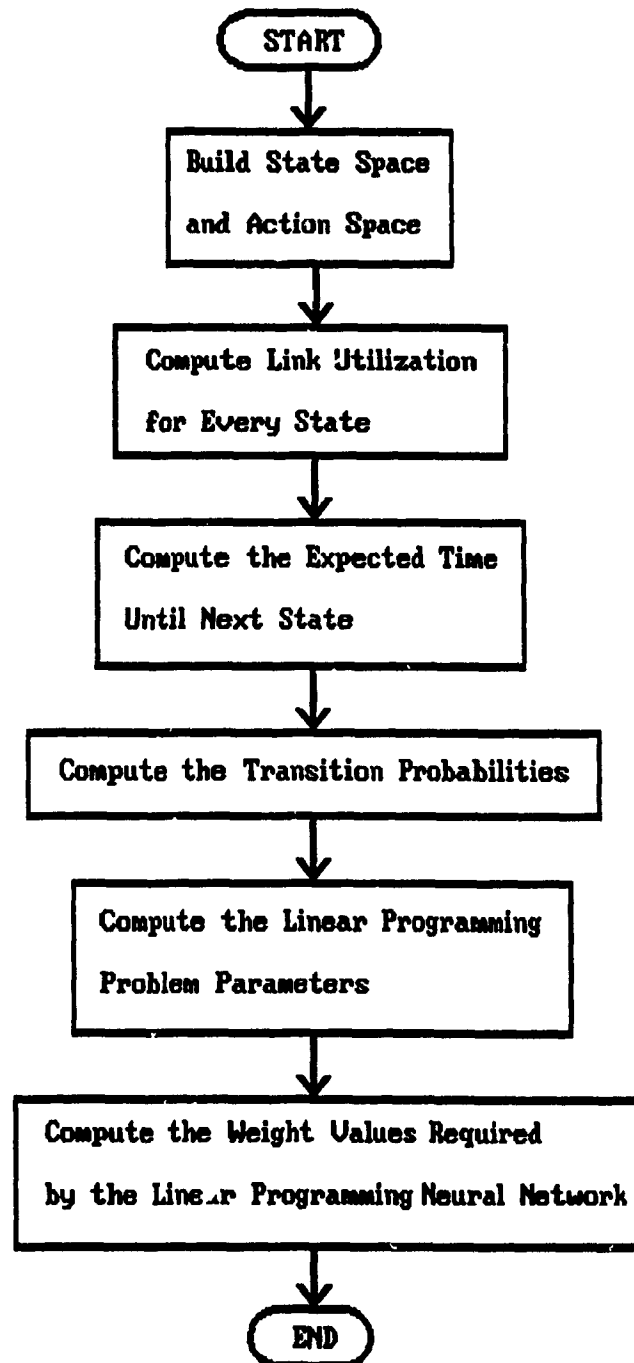 START
Build State Space
and Action Space
Compute Link Utilization
for Every State
Compute the Expected Time
Until Next State
Compute the Transition Probabilities
Compute the Linear Programming
Problem Parameters
Compute the Weight Values Required
by the Linear Programming Neural Network
END